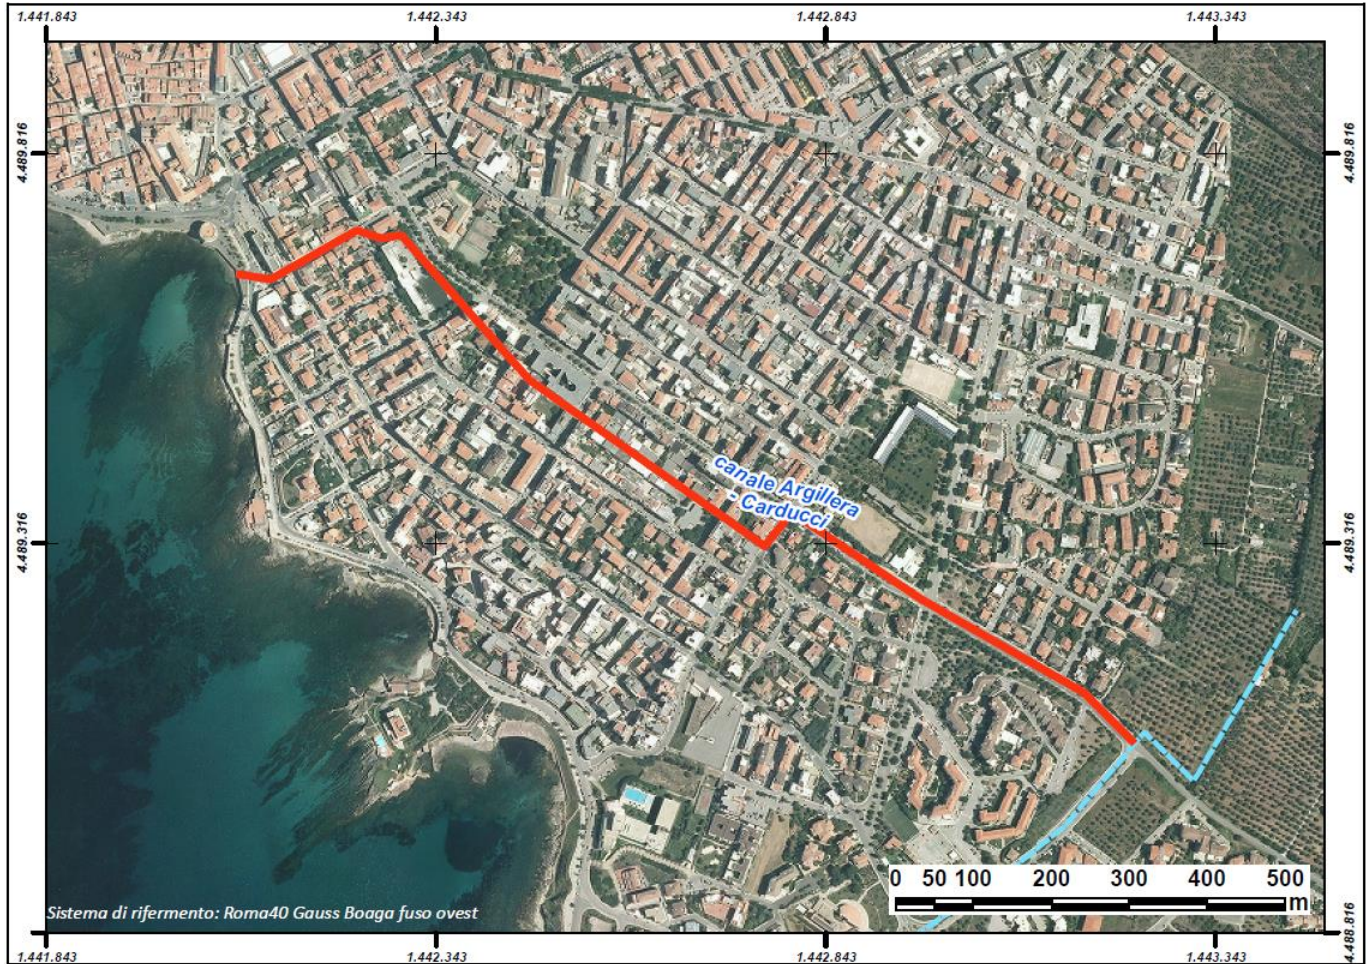 1.441.843 1.442.343 1.442.843 1.443.343
4.489.816 4.489.816
canale Argillera
- Carducci
4.489.316 4.489.316
0 50 100 200 300 400 500
m
Sistema di rifermento: Roma40 Gauss Boaga fuso ovest
4.488.816
1.441.843 1.442.343 1.442.843 1.443.343